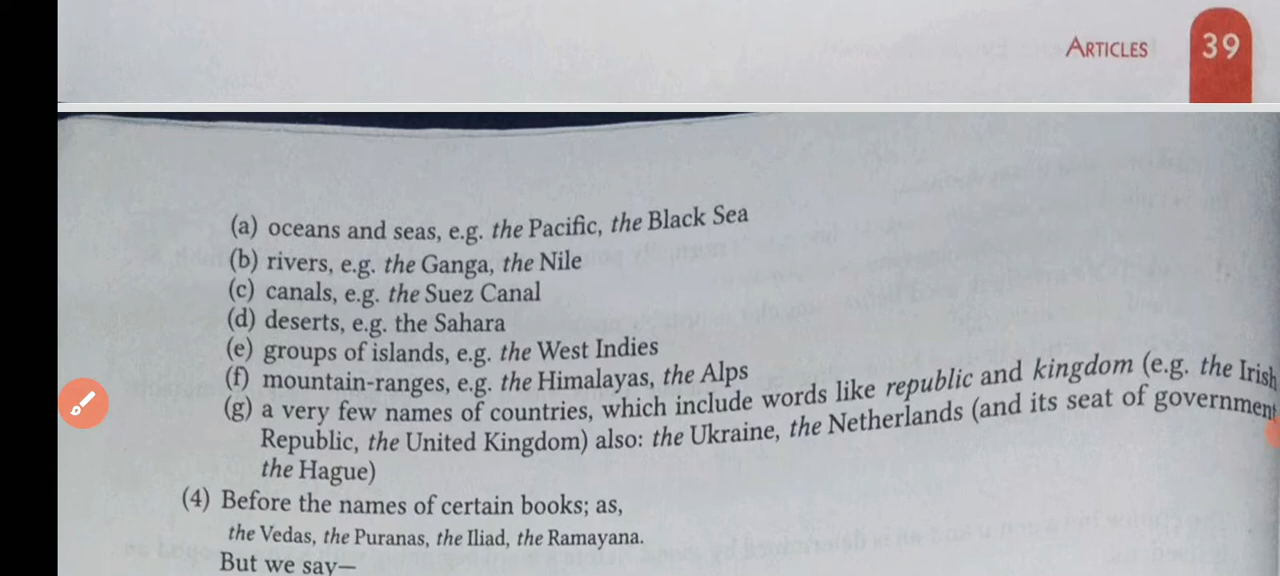 ARTICLES 39
(a) oceans and seas, e.g. the Pacific, the Black Sea
(b) rivers, e.g. the Ganga, the Nile
(c) canals, e.g. the Suez Canal
(d) deserts, e.g. the Sahara
(e) groups of islands, e.g. the West Indies
(f) mountain-ranges, e.g. the Himalayas, the Alps
(g) a very few names of countries, which include words like republic and kingdom (e.g. the Irish
Republic, the United Kingdom) also: the Ukraine, the Netherlands (and its seat of government
the Hague)
(4) Before the names of certain books; as,
the Vedas, the Puranas, the Iliad, the Ramayana.
But we say—